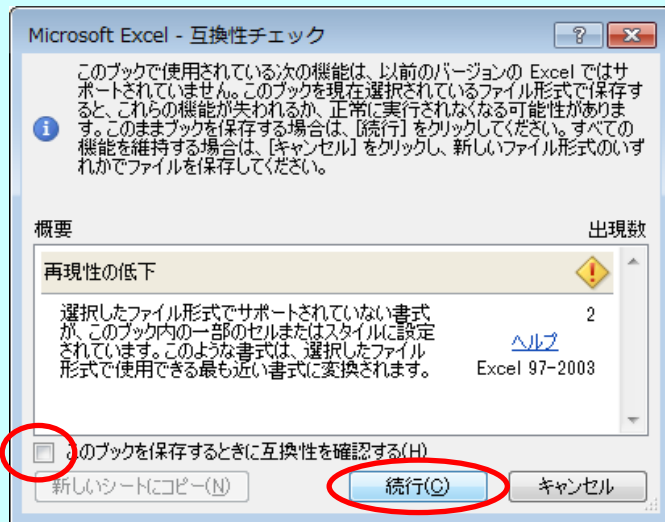 Microsoft Excel - 互換性チェック
このブックで使用されている次の機能は、以前のバージョンの Excel ではサ
ポートされていません。このブックを現在選択されているファイル形式で保存す
ると、これらの機能が失われるか、正常に実行されなくなる可能性がありま
す。このままブックを保存する場合は、[続行] をクリックしてください。すべての
機能を維持する場合は、[キャンセル] をクリックし、新しいファイル形式のいず
れかでファイルを保存してください。
概要 出現数
再現性の低下
選択したファイル形式でサポートされていない書式 2
が、このブック内の一部のセルまたはスタイルに設定
されています。このような書式は、選択したファイル ヘルプ
形式で使用できる最も近い書式に変換されます。 Excel 97-2003
このブックを保存するときに互換性を確認する(H)
新しいシートにコピー(N) 続行(C) キャンセル